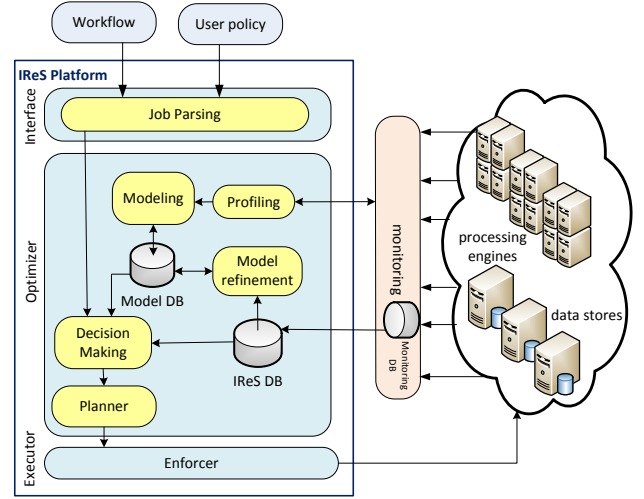 Workflow
User policy
IReS Platform
Interface
Job Parsing
Optimizer
Modeling
Profiling
Model
refinement
Model DB
Decision
Making
IReS DB
Planner
Executor
Enforcer
monitoring
Monitoring
DB
processing
engines
data stores